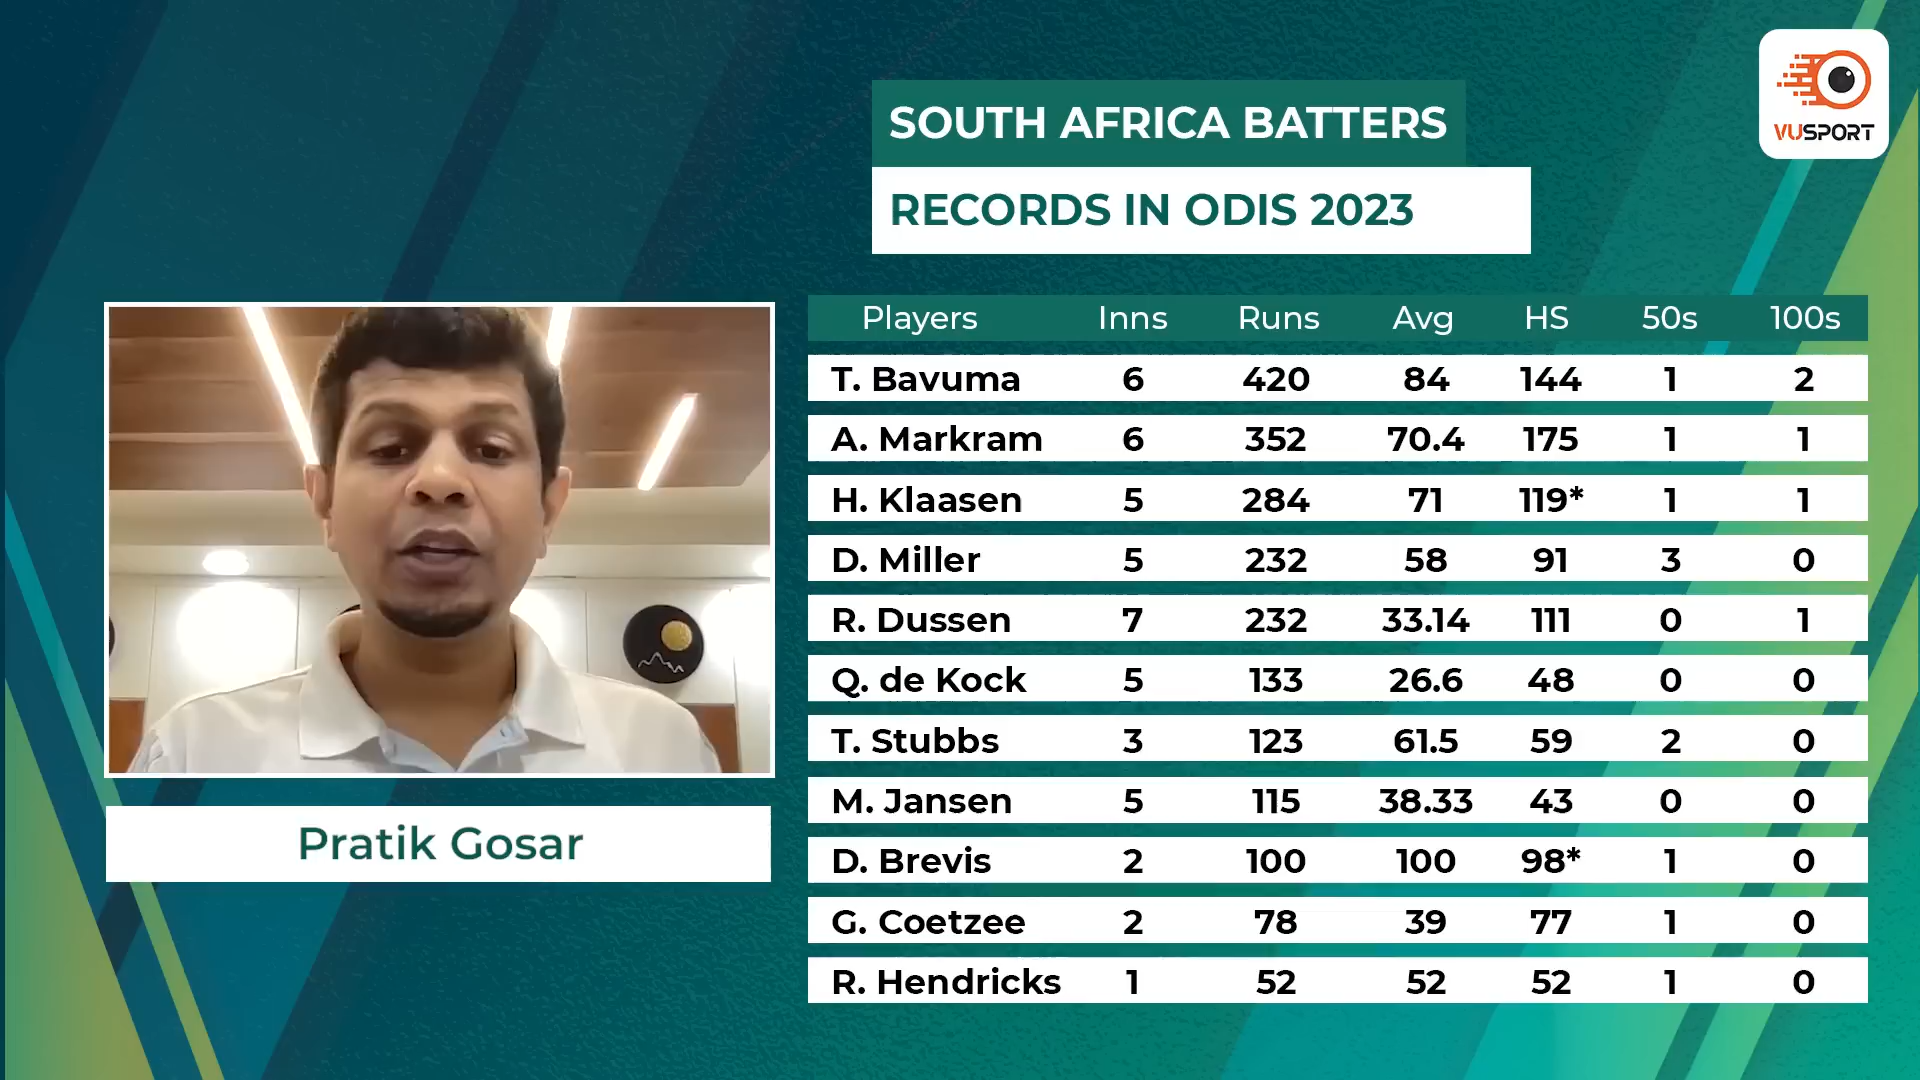 VUSPORT
SOUTH AFRICA BATTERS
RECORDS IN ODIS 2023
Players Inns Runs Avg HS 50s 100s
T. Bavuma 6 420 84 144 1 2
A. Markram 6 352 70.4 175 1 1
H. Klaasen 5 284 71 119* 1 1
D. Miller 5 232 58 91 3 0
R. Dussen 7 232 33.14 111 0 1
Q. de Kock 5 133 26.6 48 0 0
T. Stubbs 3 123 61.5 59 2 0
M. Jansen 5 115 38.33 43 0 0
D. Brevis 2 100 100 98* 1 0
G. Coetzee 2 78 39 77 1 0
R. Hendricks 1 52 52 52 1 0
Pratik Gosar